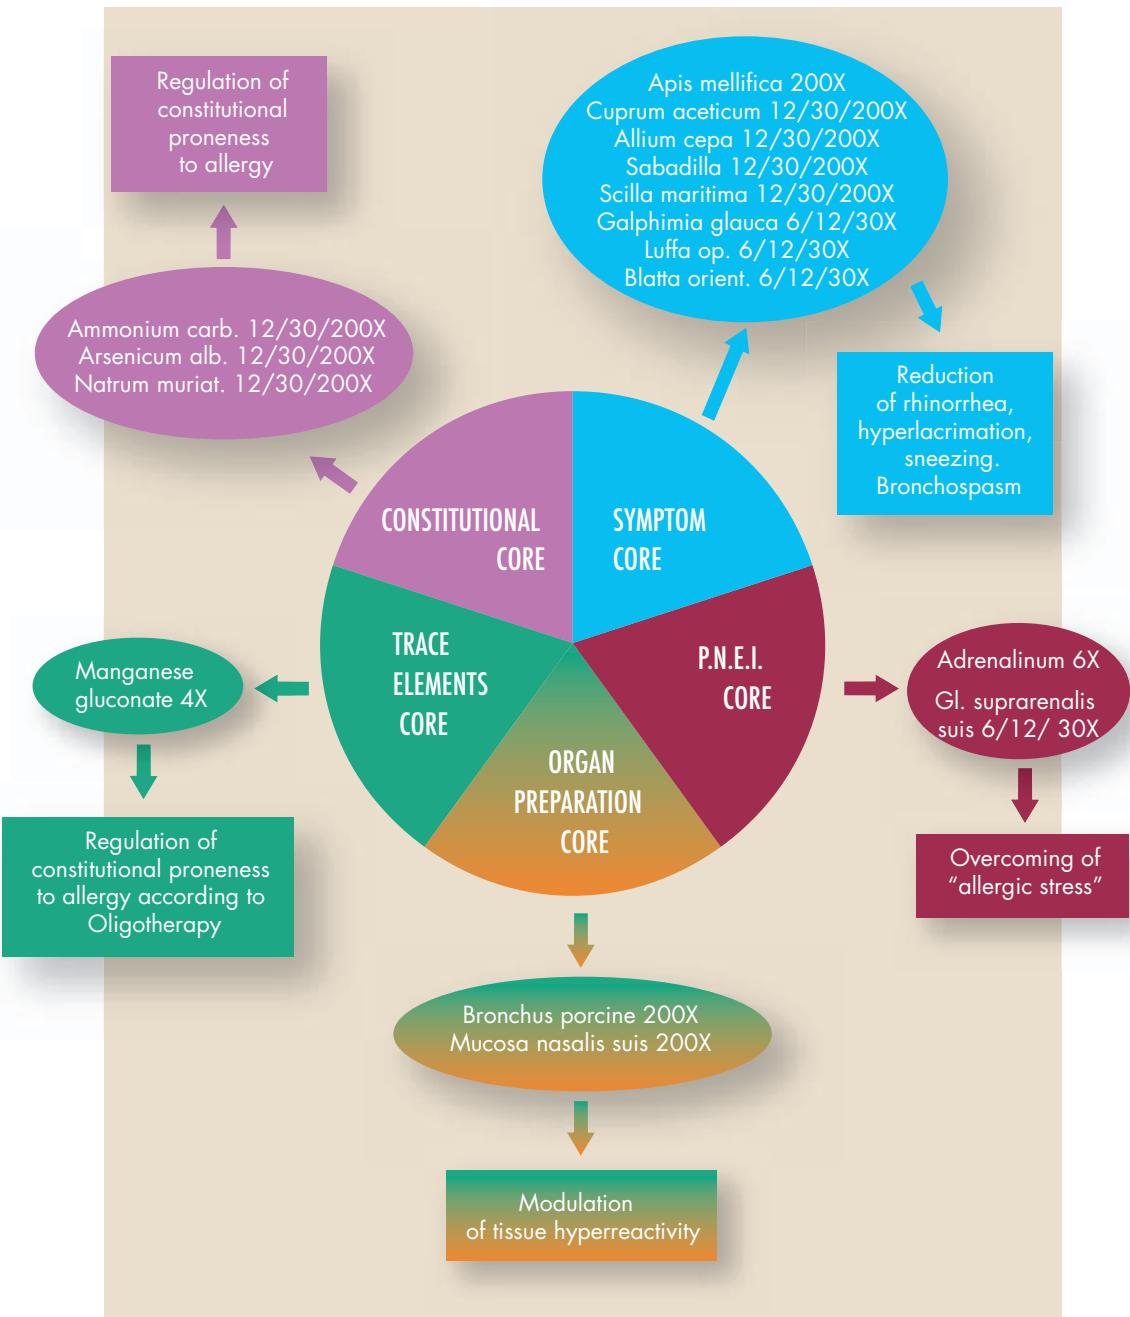 Regulation of
constitutional
proneness
to allergy
Apis mellifica 200X
Cuprum aceticum 12/30/200X
Allium cepa 12/30/200X
Sabadilla 12/30/200X
Scilla maritima 12/30/200X
Galphimia glauca 6/12/30X
Luffa op. 6/12/30X
Blatta orient. 6/12/30X
Ammonium carb. 12/30/200X
Arsenicum alb. 12/30/200X
Natrum muriat. 12/30/200X
Reduction
of rhinorrhea,
hyperlacrimation,
sneezing.
Bronchospasm
CONSTITUTIONAL
CORE
SYMPTOM
CORE
TRACE
ELEMENTS
CORE
P.N.E.I.
CORE
ORGAN
PREPARATION
CORE
Manganese
gluconate 4X
Adrenalinum 6X
Gl. suprarenalis
suis 6/12/ 30X
Regulation of
constitutional proneness
to allergy according to
Oligotherapy
Overcoming of
“allergic stress”
Bronchus porcine 200X
Mucosa nasalis suis 200X
Modulation
of tissue hyperreactivity